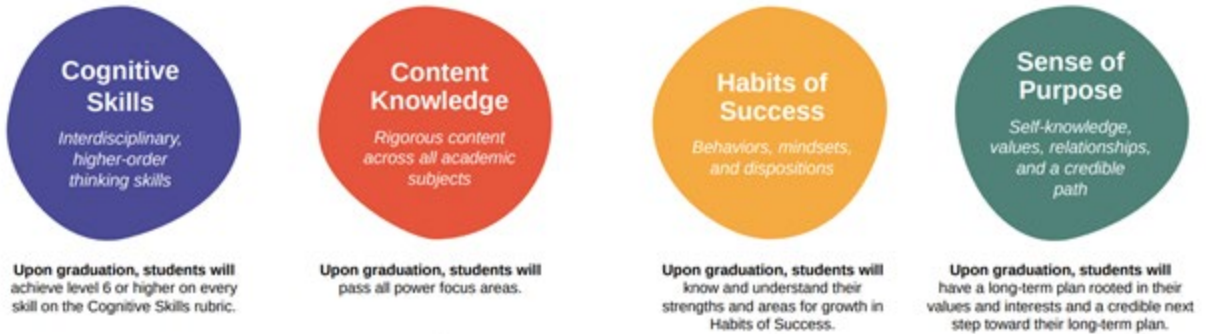 Cognitive
Skills
Interdisciplinary,
higher-order
thinking skills
Upon graduation, students will
achieve level 6 or higher on every
skill on the Cognitive Skills rubric.
Content
Knowledge
Rigorous content
across all academic
subjects
Upon graduation, students will
pass all power focus areas.
Habits of
Success
Behaviors, mindsets,
and dispositions
Upon graduation, students will
know and understand their
strengths and areas for growth in
Habits of Success.
Sense of
Purpose
Self-knowledge,
values, relationships,
and a credible
path
Upon graduation, students will
have a long-term plan rooted in their
values and interests and a credible next
step toward their long-term plan.